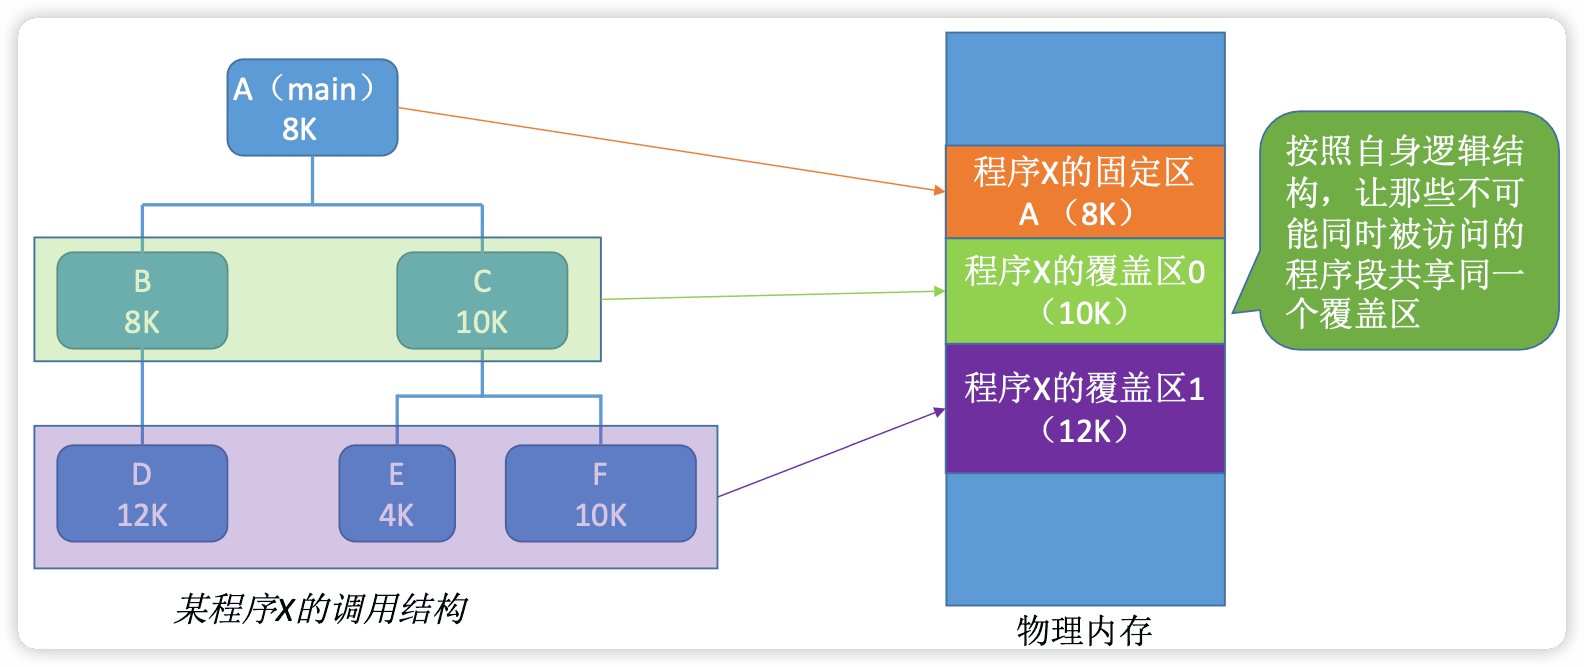 A（main）
8K
B
8K
C
10K
D
12K
E
4K
F
10K
某程序X的调用结构
程序X的固定区
A （8K）
程序X的覆盖区0
（10K）
程序X的覆盖区1
（12K）
物理内存
按照自身逻辑结
构，让那些不可
能同时被访问的
程序段共享同一
个覆盖区